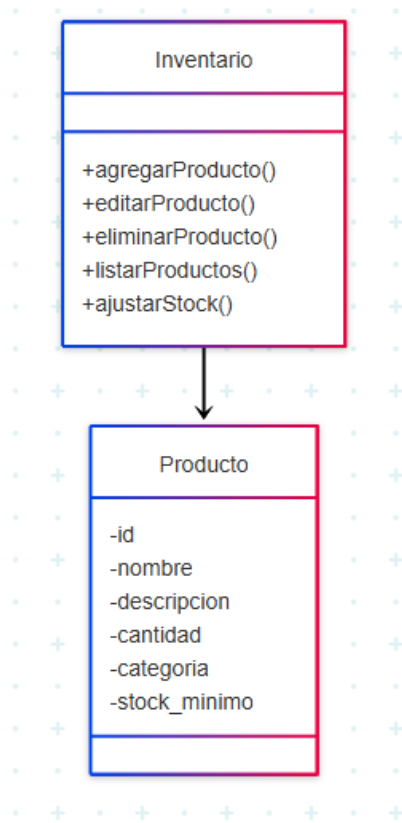 Inventario
+agregarProducto()
+editarProducto()
+eliminarProducto()
+listarProductos()
+ajustarStock()
Producto
-id
-nombre
-descripcion
-cantidad
-categoria
-stock_minimo